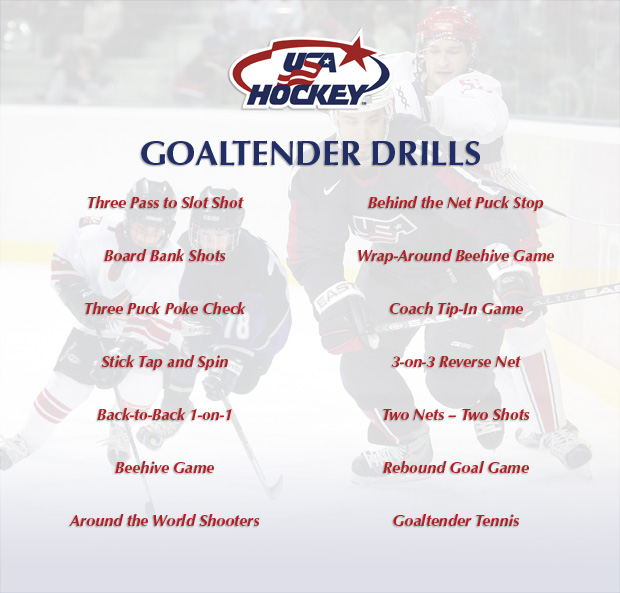 USA
HOCKEY
GOALTENDER DRILLS
Three Pass to Slot Shot
Behind the Net Puck Stop
Board Bank Shots
Wrap-Around Beehive Game
Three Puck Poke Check
Coach Tip-In Game
Stick Tap and Spin
3-on-3 Reverse Net
Back-to-Back 1-on-1
Two Nets – Two Shots
Beehive Game
Rebound Goal Game
Around the World Shooters
Goaltender Tennis
78
EAST